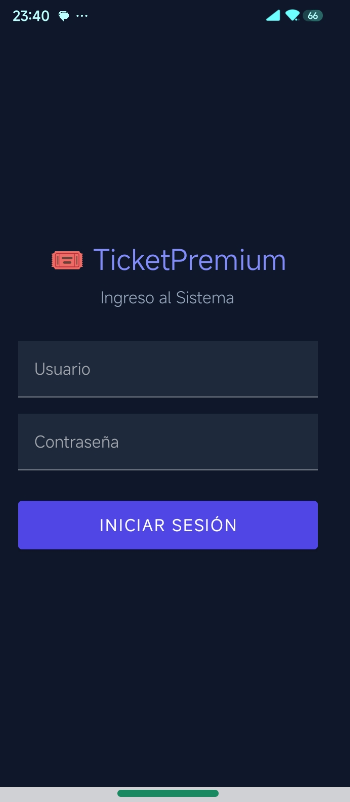 23:40
66
TicketPremium
Ingreso al Sistema
Usuario
Contraseña
INICIAR SESIÓN